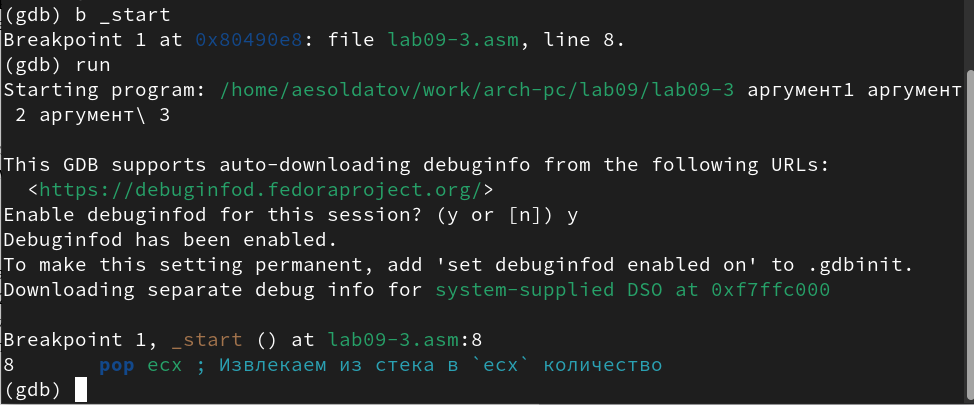 (gdb) b _start
Breakpoint 1 at 0x80490e8: file lab09-3.asm, line 8.
(gdb) run
Starting program: /home/aesoldatov/work/arch-pc/lab09/lab09-3 аргумент1 аргумент
 2 аргумент\ 3

This GDB supports auto-downloading debuginfo from the following URLs:
  <https://debuginfod.fedoraproject.org/>
Enable debuginfod for this session? (y or [n]) y
Debuginfod has been enabled.
To make this setting permanent, add 'set debuginfod enabled on' to .gdbinit.
Downloading separate debug info for system-supplied DSO at 0xf7ffc000

Breakpoint 1, _start () at lab09-3.asm:8
8       pop ecx ; Извлекаем из стека в `ecx` количество
(gdb)